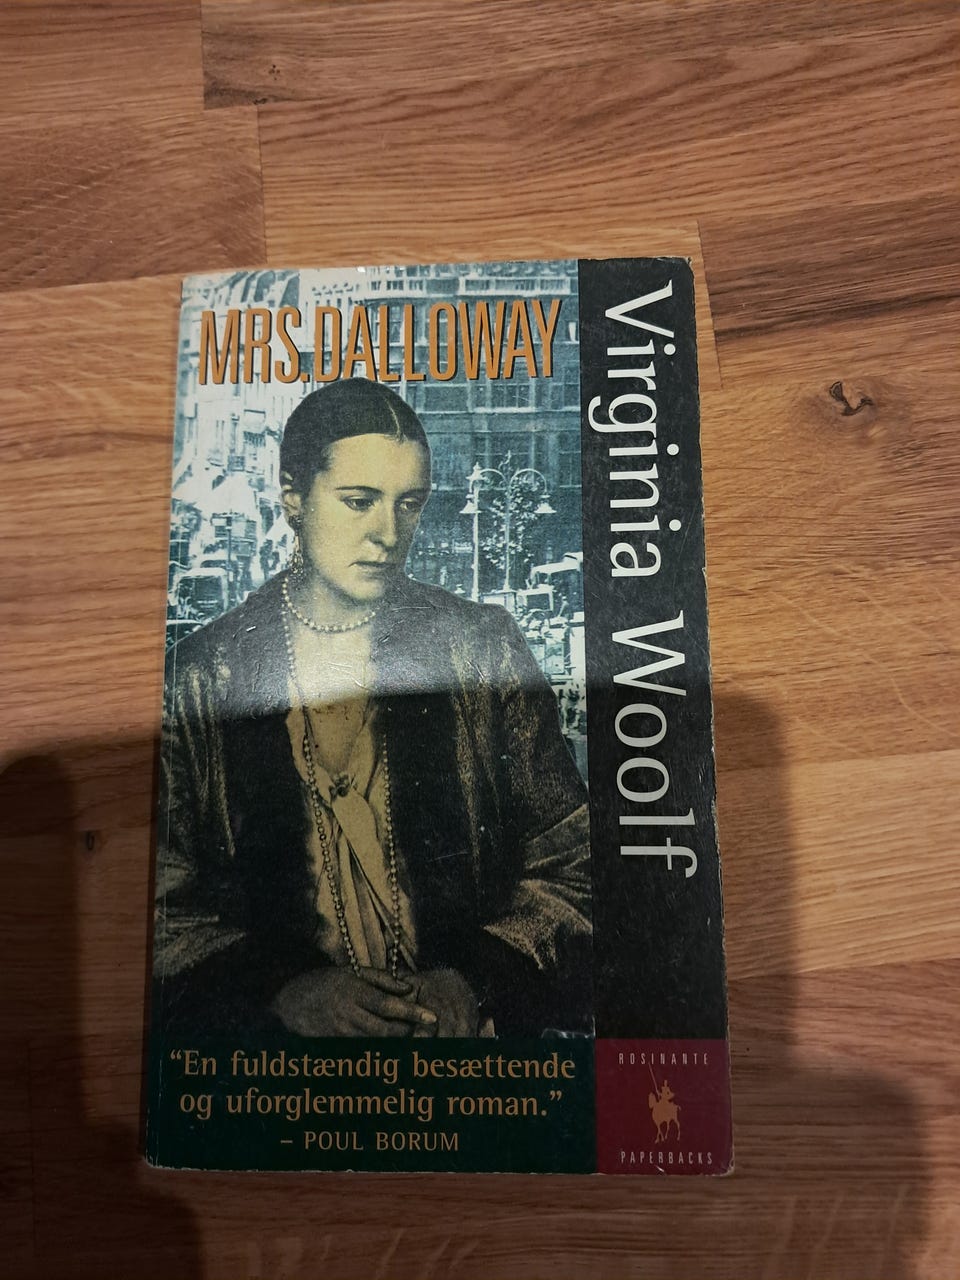 MRS. DALLOWAY
Virginia Woolf
“En fuldstændig besættende
og uforglemmelig roman.”
– POUL BORUM
ROSINANTE
PAPERBACKS